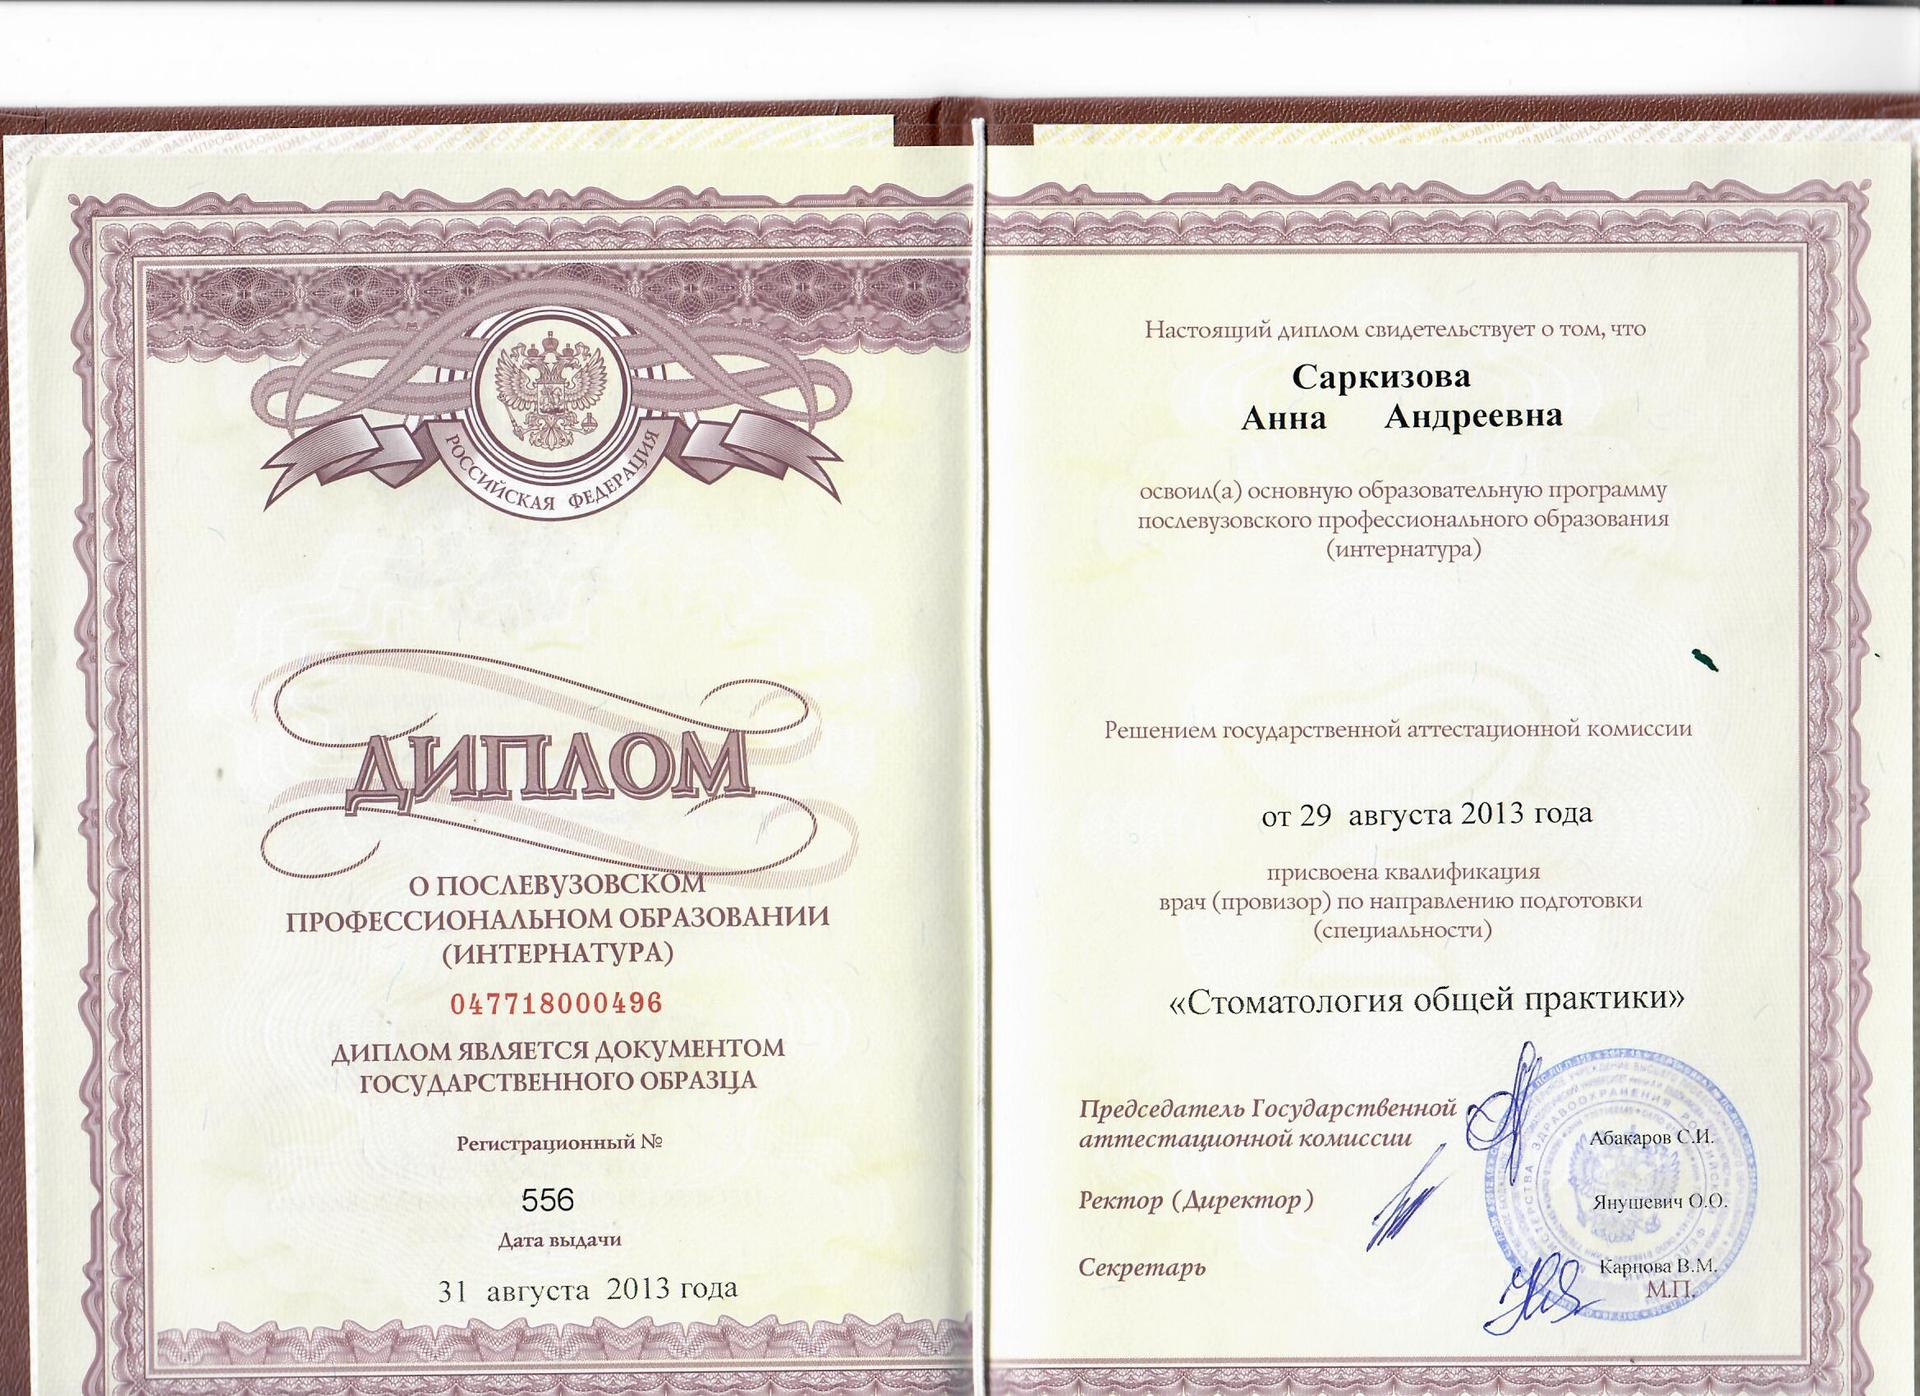 РОССИЙСКАЯ ФЕДЕРАЦИЯ
ДИПЛОМ
О ПОСЛЕВУЗОВСКОМ
ПРОФЕССИОНАЛЬНОМ ОБРАЗОВАНИИ
(ИНТЕРНАТУРА)
047718000496
ДИПЛОМ ЯВЛЯЕТСЯ ДОКУМЕНТОМ
ГОСУДАРСТВЕННОГО ОБРАЗЦА
Регистрационный №
556
Дата выдачи
31 августа 2013 года
Настоящий диплом свидетельствует о том, что
Саркизова
Анна Андреевна
освоил(а) основную образовательную программу
послевузовского профессионального образования
(интернатура)
Решением государственной аттестационной комиссии
от 29 августа 2013 года
присвоена квалификация
врач (провизор) по направлению подготовки
(специальности)
«Стоматология общей практики»
Председатель Государственной
аттестационной комиссии
Абакаров С.И.
Ректор (Директор)
Янушевич О.О.
Секретарь
Карпова В.М.
М.П.